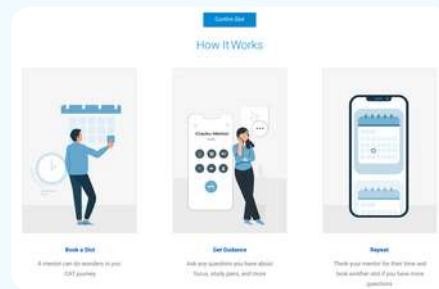 Confirm Slot
How It Works
Book a Slot
A mentor can do wonders in your
CAT journey
Get Guidance
Ask any questions you have about
focus, study plans, and more
Repeat
Thank your mentor for their time and
book another slot if you have more
questions